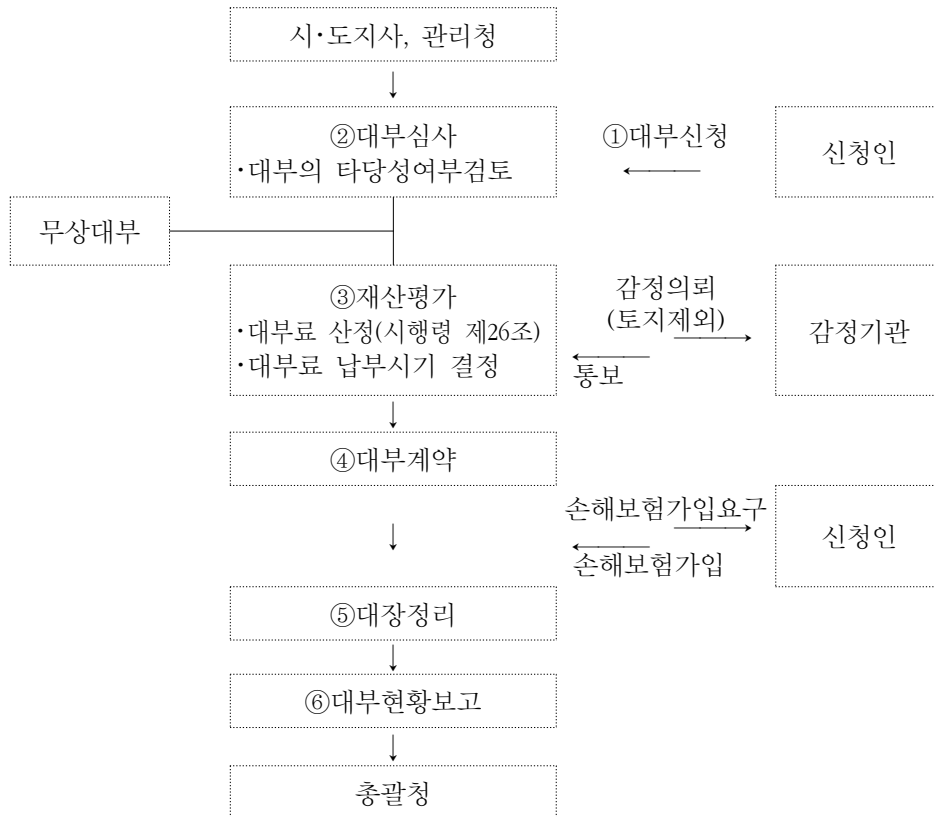 시·도지사, 관리청
②대부심사
·대부의 타당성여부검토
①대부신청
신청인
무상대부
③재산평가
·대부료 산정(시행령 제26조)
·대부료 납부시기 결정
감정의뢰
(토지제외)
통보
감정기관
④대부계약
손해보험가입요구
손해보험가입
신청인
⑤대장정리
⑥대부현황보고
총괄청